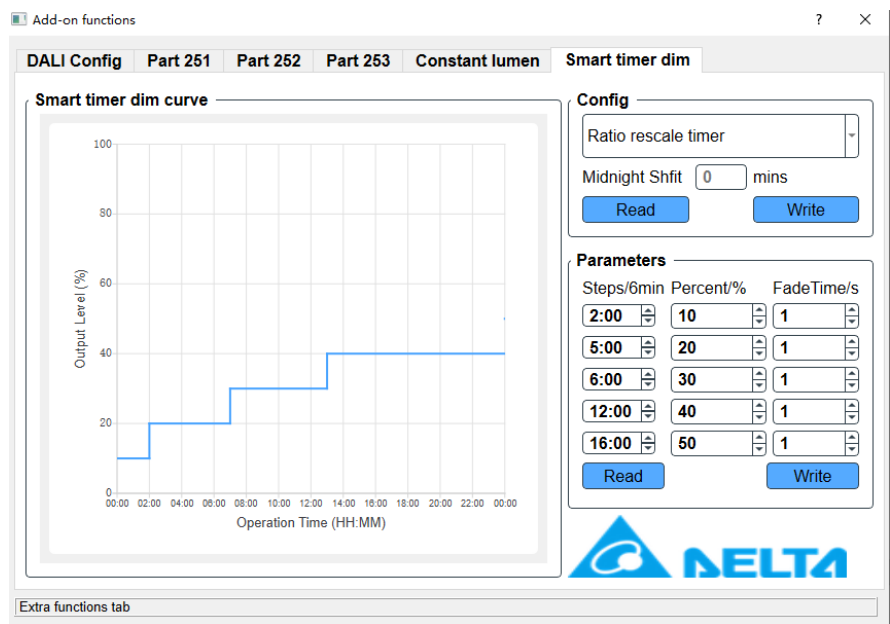 Add-on functions
?
DALI Config Part 251 Part 252 Part 253 Constant lumen Smart timer dim
Smart timer dim curve
100
80
60
40
20
0
Output Level (%)
00:00 02:00 04:00 06:00 08:00 10:00 12:00 14:00 16:00 18:00 20:00 22:00 00:00
Operation Time (HH:MM)
Config
Ratio rescale timer
Midnight Shfit 0 mins
Read Write
Parameters
Steps/6min Percent/% FadeTime/s
2:00 10 1
5:00 20 1
6:00 30 1
12:00 40 1
16:00 50 1
Read Write
DELTA
Extra functions tab